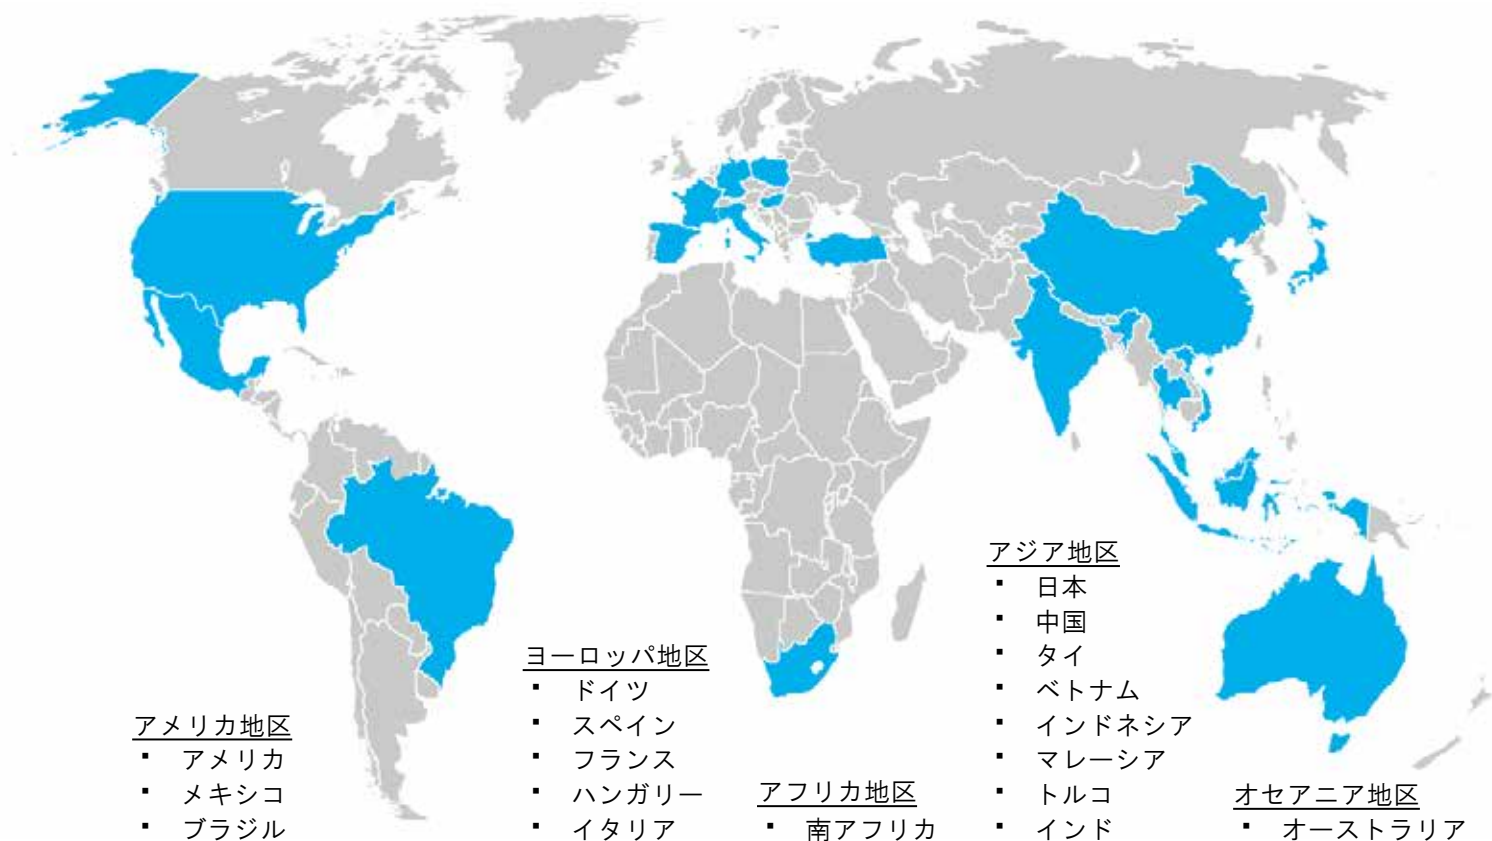 アメリカ地区
▪ アメリカ
▪ メキシコ
▪ ブラジル
ヨーロッパ地区
▪ ドイツ
▪ スペイン
▪ フランス
▪ ハンガリー
▪ イタリア
アフリカ地区
▪ 南アフリカ
アジア地区
▪ 日本
▪ 中国
▪ タイ
▪ ベトナム
▪ インドネシア
▪ マレーシア
▪ トルコ
▪ インド
オセアニア地区
▪ オーストラリア